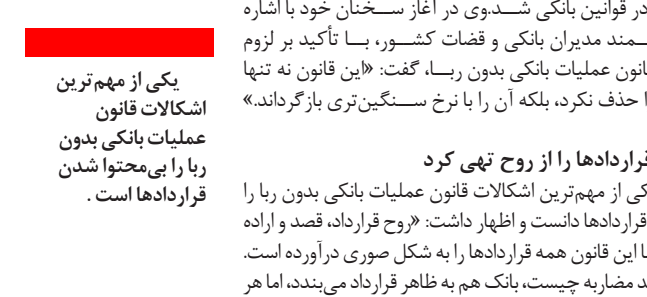 در قوانین بانکی شد.وی در آغاز سخنان خود با اشاره
مدیران بانکی و قضات کشور، با تأکید بر لزوم
عملیات بانکی بدون ربا، گفت: «این قانون نه تنها
حذف نکرد، بلکه آن را با نرخ سنگین‌تری بازگرداند.»
قراردادها را از روح تهی کرد
از مهم‌ترین اشکالات قانون عملیات بانکی بدون ربا را
قراردادها دانست و اظهار داشت: «روح قرارداد، قصد و اراده
این قانون همه قراردادها را به شکل صوری درآورده است.
مضاربه چیست، بانک هم به ظاهر قرارداد می‌بندد، اما هر
یکی از مهم‌ترین
اشکالات قانون
عملیات بانکی بدون
ربا را بی‌محتوا شدن
قراردادها است .